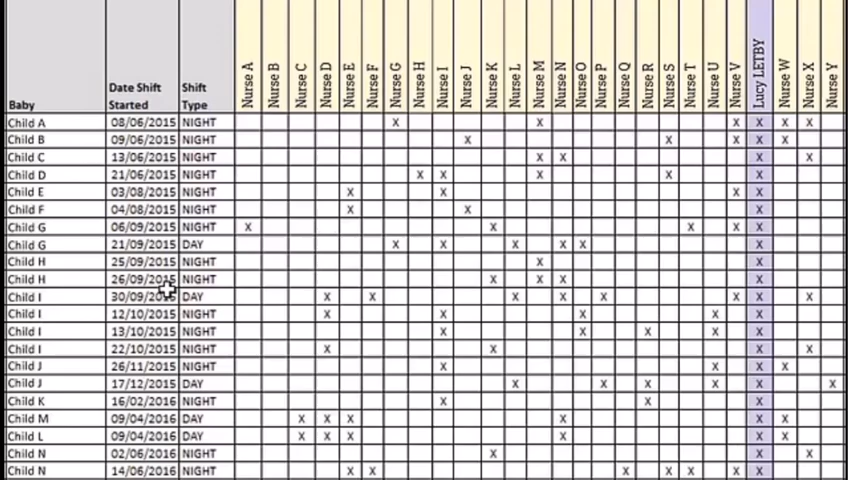 Baby Date Shift Started Shift Type Nurse A Nurse B Nurse C Nurse D Nurse E Nurse F Nurse G Nurse H Nurse I Nurse J Nurse K Nurse L Nurse M Nurse N Nurse O Nurse P Nurse Q Nurse R Nurse S Nurse T Nurse U Nurse V Lucy LETBY Nurse W Nurse X Nurse Y
Child A 08/06/2015 NIGHT X X X X X X
Child B 09/06/2015 NIGHT X X X X X
Child C 13/06/2015 NIGHT X X X X
Child D 21/06/2015 NIGHT X X X X X
Child E 03/08/2015 NIGHT X X X X
Child F 04/08/2015 NIGHT X X X
Child G 06/09/2015 NIGHT X X X X X
Child G 21/09/2015 DAY X X X X X X
Child H 25/09/2015 NIGHT X X
Child H 26/09/2015 NIGHT X X X X
Child I 30/09/2015 DAY X X X X X X X X
Child I 12/10/2015 NIGHT X X X X X
Child I 13/10/2015 NIGHT X X X X X
Child I 22/10/2015 NIGHT X X X X
Child J 26/11/2015 NIGHT X X X X
Child J 17/12/2015 DAY X X X X X X
Child K 16/02/2016 NIGHT X X X
Child M 09/04/2016 DAY X X X X X X
Child L 09/04/2016 DAY X X X X X X
Child N 02/06/2016 NIGHT X X X
Child N 14/06/2016 NIGHT X X X X X X X